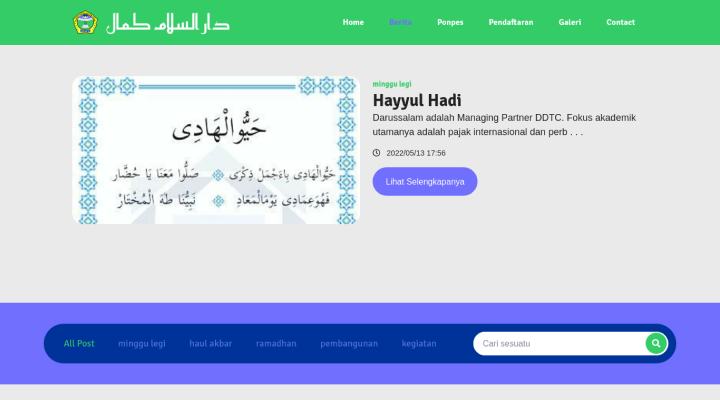 دار السلام كمال
Home Berita Ponpes Pendaftaran Galeri Contact
حَيُّوالْهَادِى
حَيُّوالْهَادِى بِاَجْمَلْ ذِكْرَى صَلُّوا مَعَنَا يَا حُضَّار
فَهُوَعِمَادِى يَوْمَالْمَعَادِ نَبِيُّنَا طٰهَ الْمُخْتَارْ
minggu legi
Hayyul Hadi
Darussalam adalah Managing Partner DDTC. Fokus akademik
utamanya adalah pajak internasional dan perb . . .
2022/05/13 17:56
Lihat Selengkapanya
All Post minggu legi haul akbar ramadhan pembangunan kegiatan
Cari sesuatu